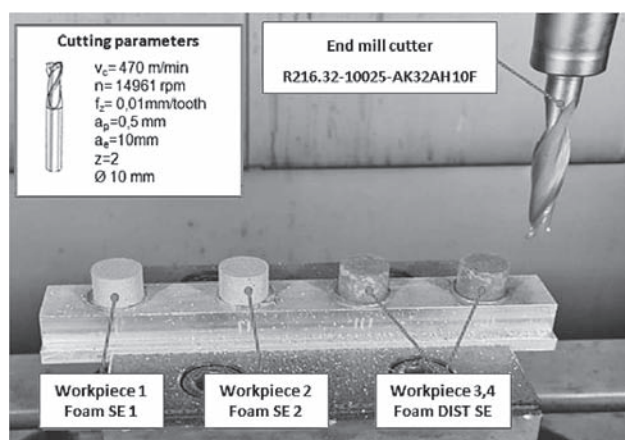 Cutting parameters
v꜀= 470 m/min
n= 14961 rpm
f_z= 0,01mm/tooth
aₚ=0,5 mm
aₑ=10mm
z=2
Ø 10 mm
End mill cutter
R216.32-10025-AK32AH10F
Workpiece 1
Foam SE 1
Workpiece 2
Foam SE 2
Workpiece 3,4
Foam DIST SE